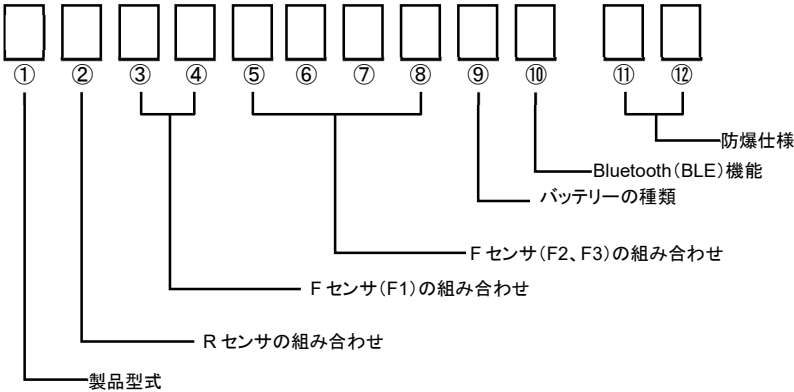 ① ② ③ ④ ⑤ ⑥ ⑦ ⑧ ⑨ ⑩ ⑪ ⑫
防爆仕様
Bluetooth(BLE)機能
バッテリーの種類
F センサ(F2、F3)の組み合わせ
F センサ(F1)の組み合わせ
R センサの組み合わせ
製品型式